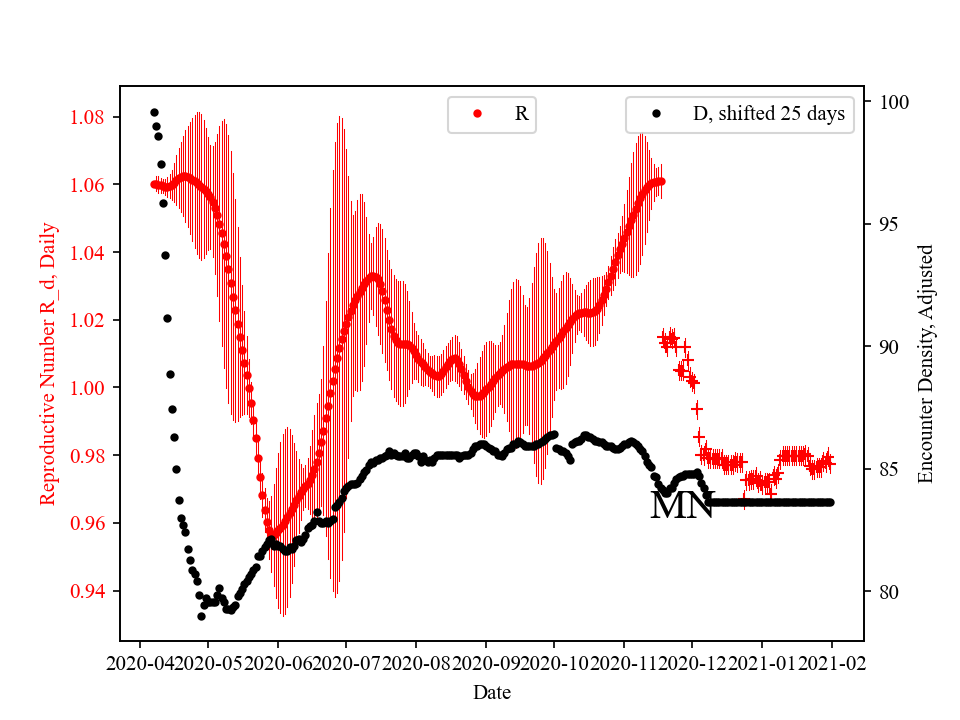 R
D, shifted 25 days
1.08
1.06
1.04
1.02
1.00
0.98
0.96
0.94
Reproductive Number R_d, Daily
100
95
90
85
80
Encounter Density, Adjusted
MN
2020-04 2020-05 2020-06 2020-07 2020-08 2020-09 2020-10 2020-11 2020-12 2021-01 2021-02
Date